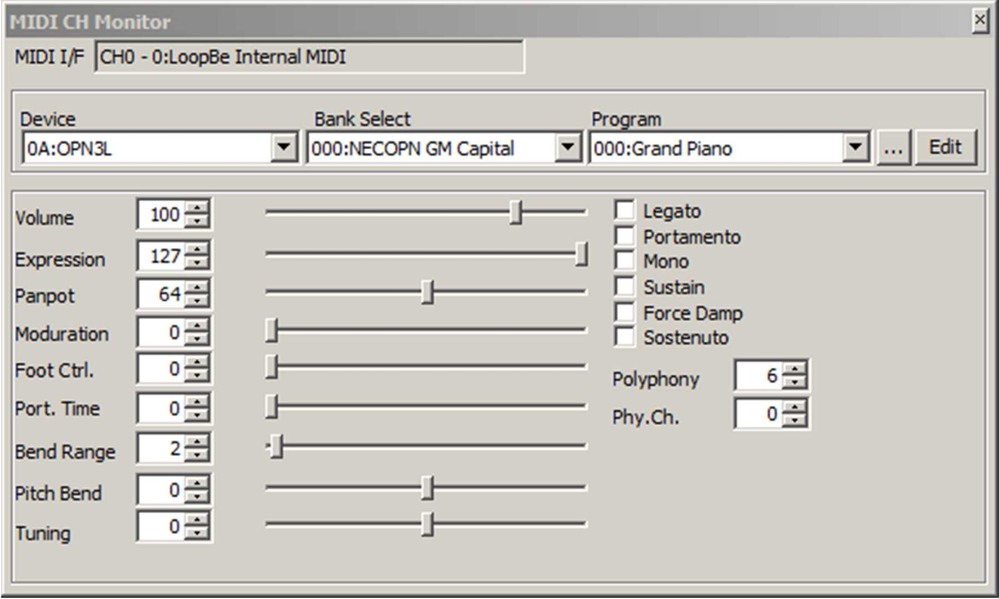 MIDI CH Monitor
MIDI I/F CH0 - 0:LoopBe Internal MIDI
Device Bank Select Program
0A:OPN3L 000:NECOPN GM Capital 000:Grand Piano ... Edit
Volume 100 Legato
Portamento
Expression 127 Mono
Panpot 64 Sustain
Force Damp
Moduration 0 Sostenuto
Foot Ctrl. 0 Polyphony 6
Port. Time 0 Phy.Ch. 0
Bend Range 2
Pitch Bend 0
Tuning 0